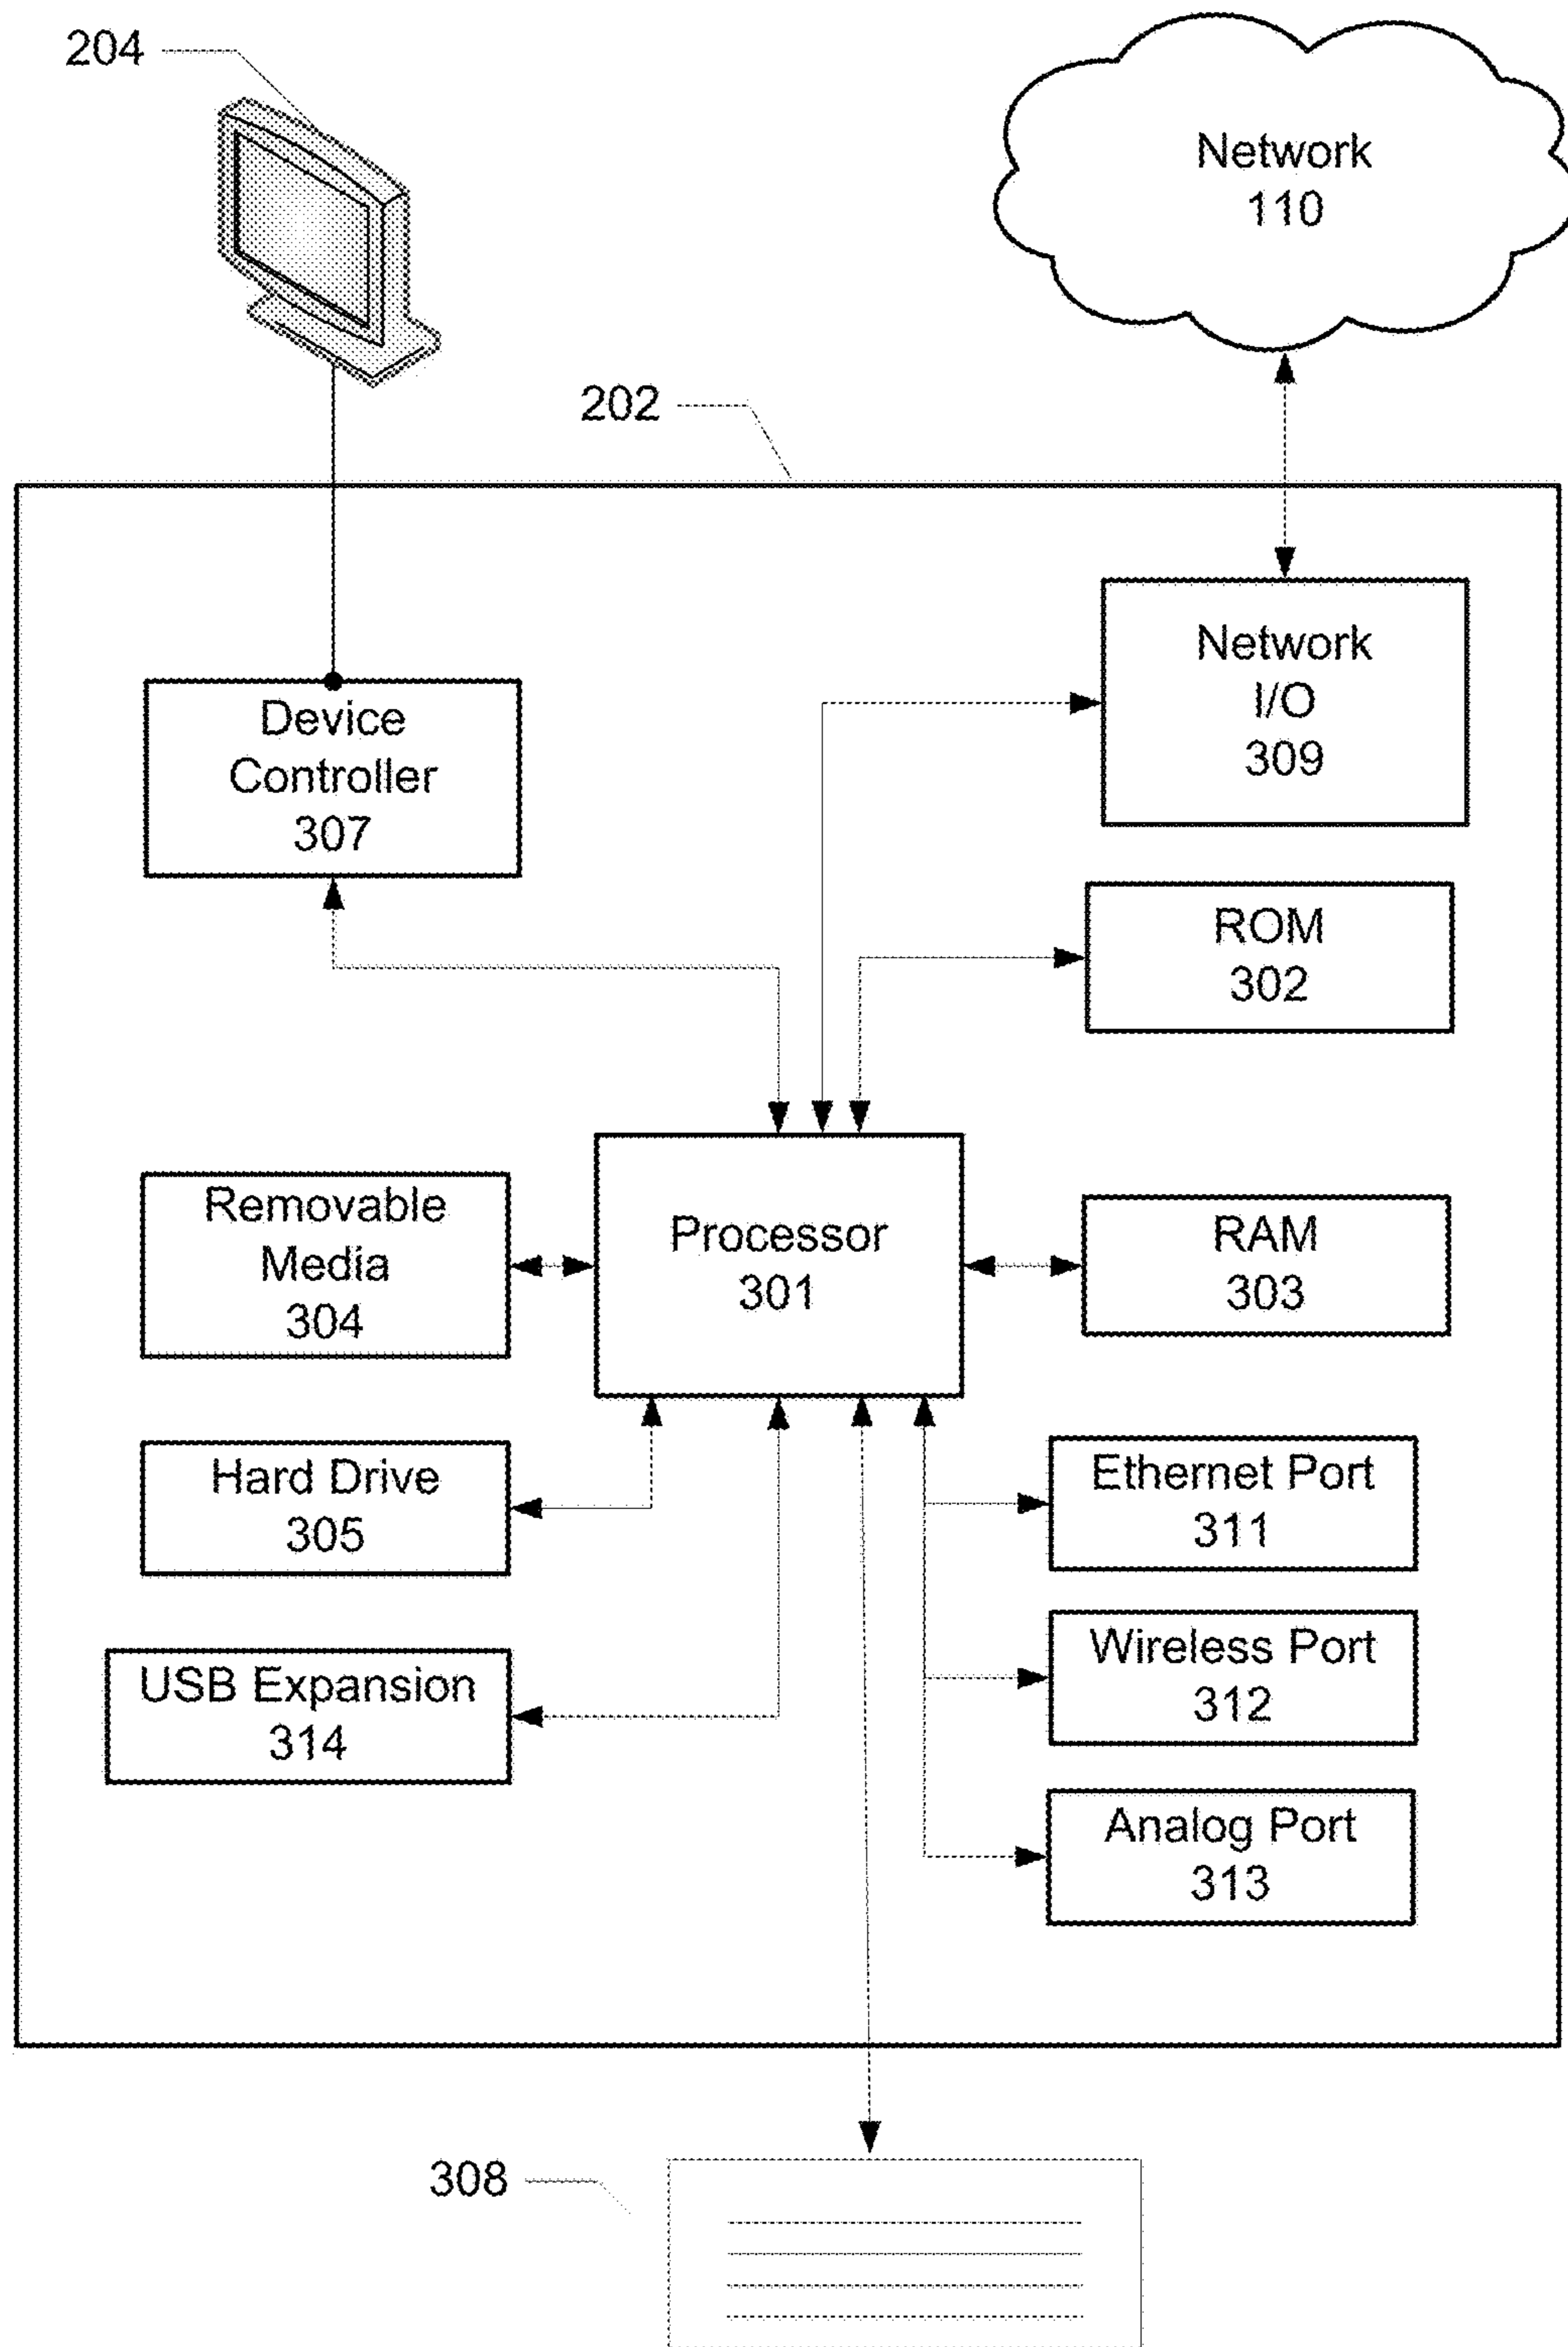 204
Network
110
202
Network
I/O
309
Device
Controller
307
ROM
302
Removable
Media
304
Processor
301
RAM
303
Hard Drive
305
Ethernet Port
311
USB Expansion
314
Wireless Port
312
Analog Port
313
308